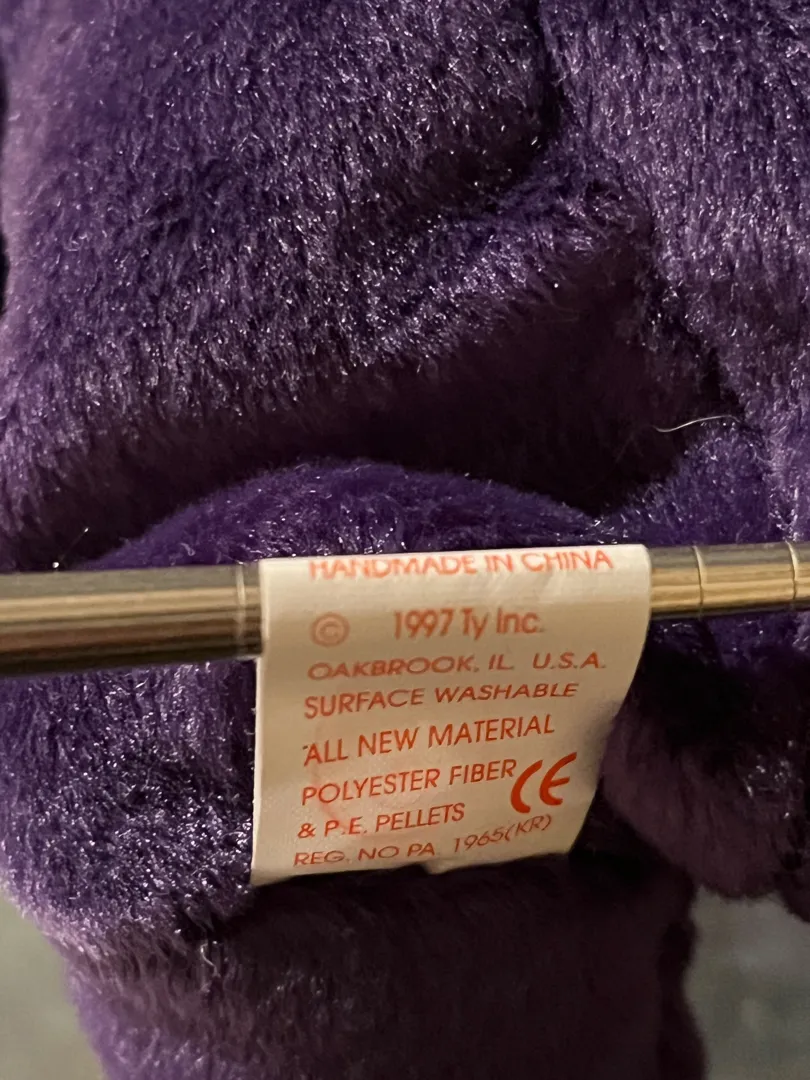 HANDMADE IN CHINA
© 1997 Ty Inc.
OAKBROOK, IL U.S.A.
SURFACE WASHABLE
ALL NEW MATERIAL
POLYESTER FIBER
& P.E. PELLETS CE
REG. NO PA. 1965(KR)